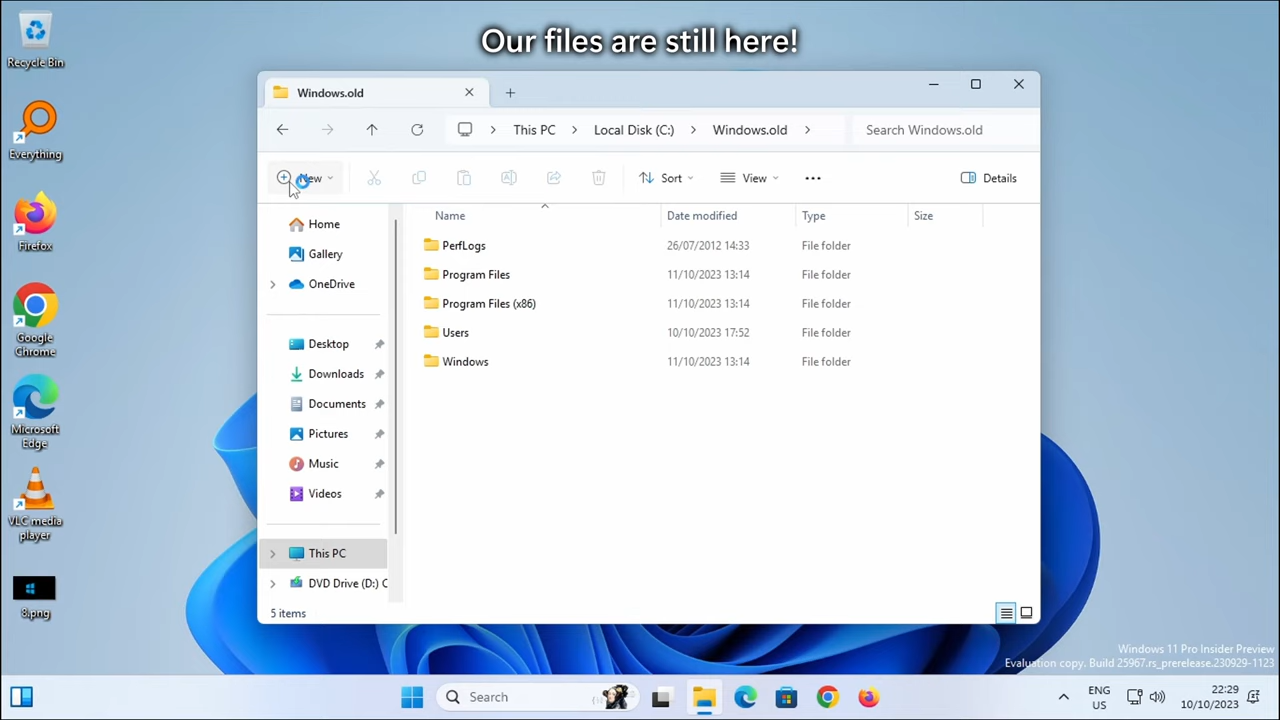 Our files are still here!
Recycle Bin
Everything
Firefox
Google
Chrome
Microsoft
Edge
VLC media
player
8.png
Windows.old
This PC
Local Disk (C:)
Windows.old
Search Windows.old
New
Sort
View
Details
Home
Gallery
OneDrive
Desktop
Downloads
Documents
Pictures
Music
Videos
This PC
DVD Drive (D:) C
Name Date modified Type Size
PerfLogs 26/07/2012 14:33 File folder
Program Files 11/10/2023 13:14 File folder
Program Files (x86) 11/10/2023 13:14 File folder
Users 10/10/2023 17:52 File folder
Windows 11/10/2023 13:14 File folder
5 items
Windows 11 Pro Insider Preview
Evaluation copy. Build 25967.rs_prerelease.230929-1123
Search
ENG
US
22:29
10/10/2023